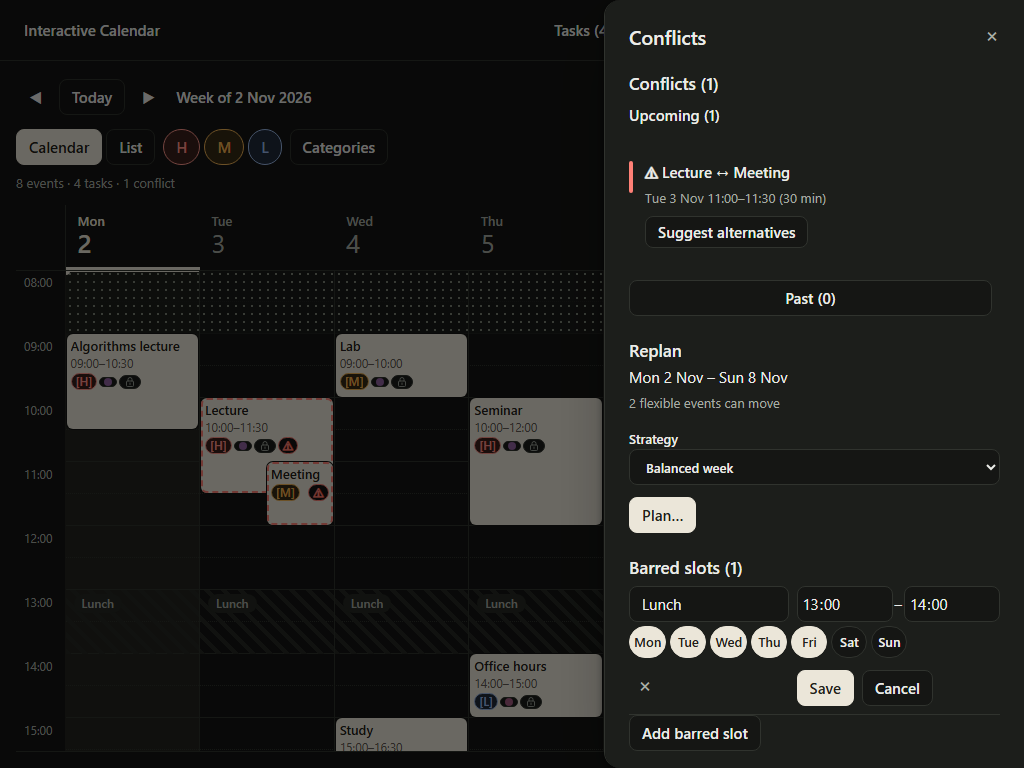 Interactive Calendar
Tasks (4
◀ Today ▶ Week of 2 Nov 2026
Calendar List H M L Categories
8 events · 4 tasks · 1 conflict
Mon Tue Wed Thu
2 3 4 5
08:00
09:00
10:00
11:00
12:00
13:00
14:00
15:00
Algorithms lecture
09:00–10:30
[H]
Lecture
10:00–11:30
[H]
Meeting
[M]
Lab
09:00–10:00
[M]
Seminar
10:00–12:00
[H]
Lunch Lunch Lunch Lunch
Office hours
14:00–15:00
[L]
Study
15:00–16:30
Conflicts ✕
Conflicts (1)
Upcoming (1)
⚠ Lecture ↔ Meeting
Tue 3 Nov 11:00–11:30 (30 min)
Suggest alternatives
Past (0)
Replan
Mon 2 Nov – Sun 8 Nov
2 flexible events can move
Strategy
Balanced week
Plan…
Barred slots (1)
Lunch 13:00 – 14:00
Mon Tue Wed Thu Fri Sat Sun
✕ Save Cancel
Add barred slot